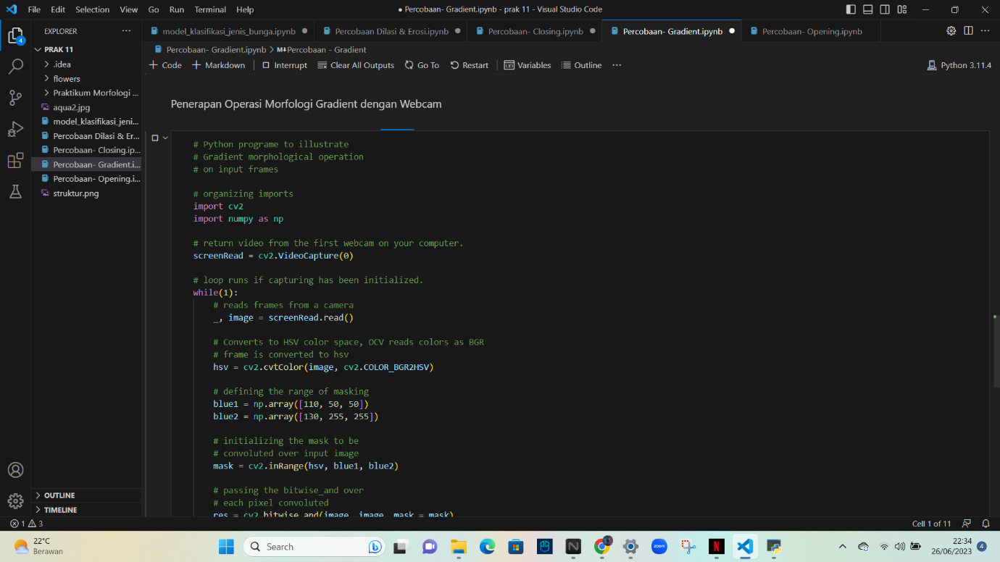 File Edit Selection View Go Run Terminal Help
● Percobaan- Gradient.ipynb - prak 11 - Visual Studio Code
4
EXPLORER
PRAK 11
.idea
flowers
Praktikum Morfologi ...
aqua2.jpg
model_klasifikasi_jeni...
Percobaan Dilasi & Er...
Percobaan- Closing.ip...
Percobaan- Gradient.i...
Percobaan- Opening.i...
struktur.png
OUTLINE
TIMELINE
model_klasifikasi_jenis_bunga.ipynb
Percobaan Dilasi & Erosi.ipynb
Percobaan- Closing.ipynb
Percobaan- Gradient.ipynb
Percobaan- Opening.ipynb
Percobaan- Gradient.ipynb > M↓Percobaan - Gradient
+ Code + Markdown Interrupt Clear All Outputs Go To Restart Variables Outline ... Python 3.11.4
Penerapan Operasi Morfologi Gradient dengan Webcam
# Python programe to illustrate
# Gradient morphological operation
# on input frames
# organizing imports
import cv2
import numpy as np
# return video from the first webcam on your computer.
screenRead = cv2.VideoCapture(0)
# loop runs if capturing has been initialized.
while(1):
# reads frames from a camera
_, image = screenRead.read()
# Converts to HSV color space, OCV reads colors as BGR
# frame is converted to hsv
hsv = cv2.cvtColor(image, cv2.COLOR_BGR2HSV)
# defining the range of masking
blue1 = np.array([110, 50, 50])
blue2 = np.array([130, 255, 255])
# initializing the mask to be
# convoluted over input image
mask = cv2.inRange(hsv, blue1, blue2)
# passing the bitwise_and over
# each pixel convoluted
res = cv2.bitwise_and(image, image, mask = mask)
1 3
Cell 1 of 11
22°C
Berawan
Search
zoom
N
22:34
26/06/2023
4